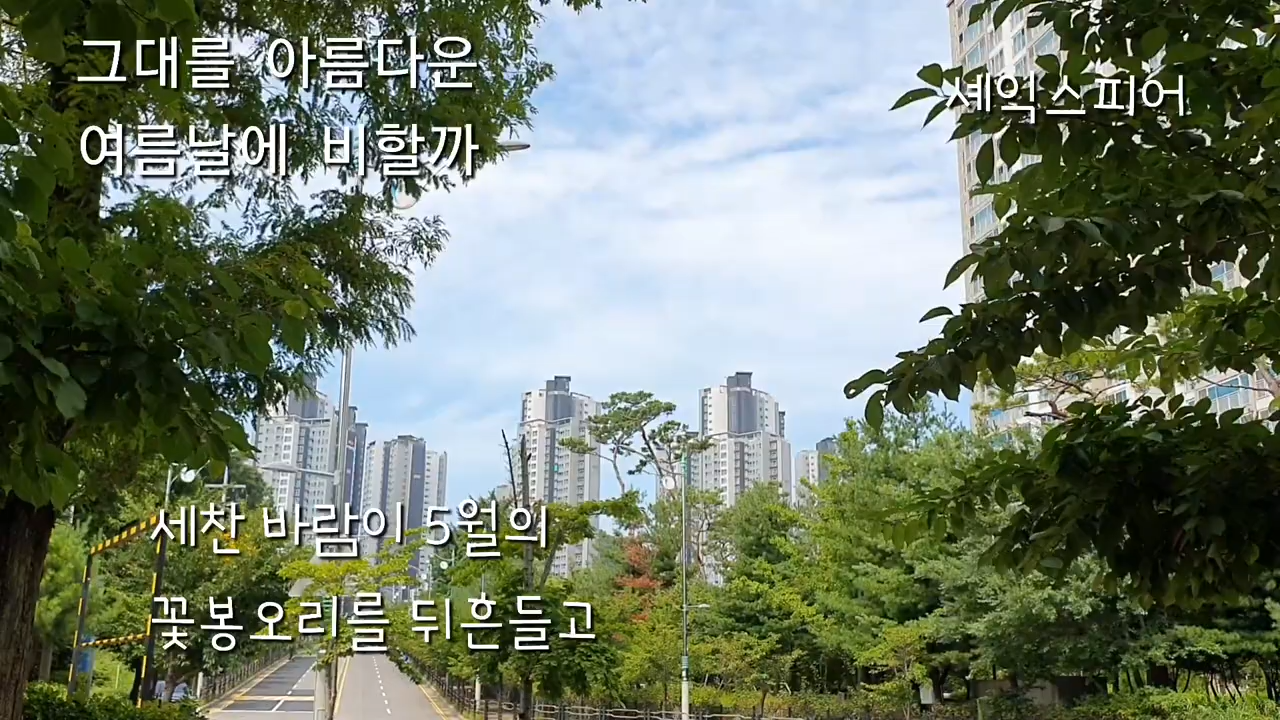 그대를 아름다운
여름날에 비할까
셰익스피어
세찬 바람이 5월의
꽃봉오리를 뒤흔들고